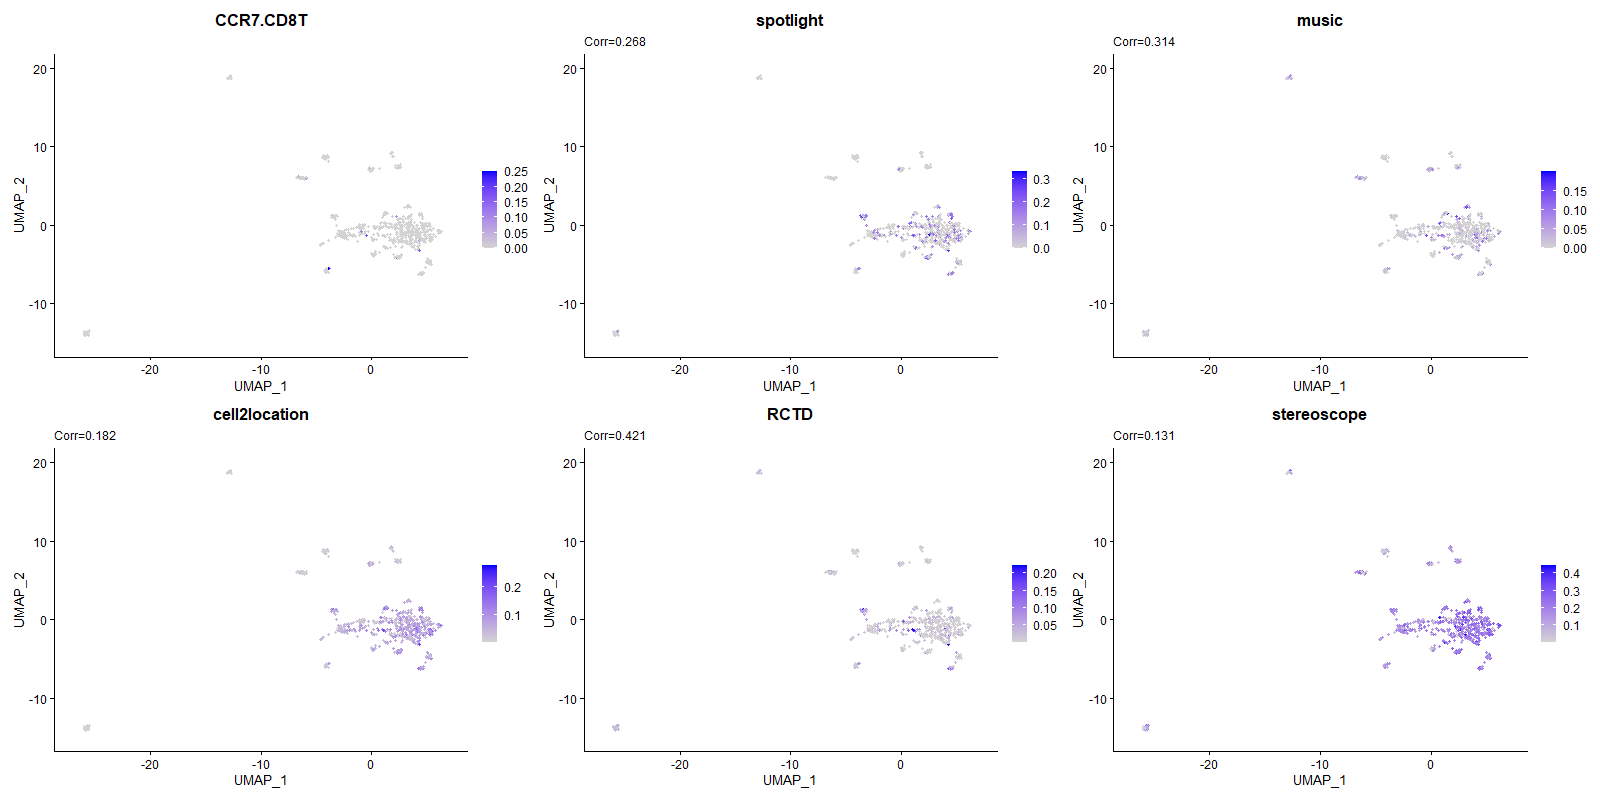 CCR7.CD8T
20
10
0
-10
UMAP_2
-20
-10
0
UMAP_1
0.25
0.20
0.15
0.10
0.05
0.00
spotlight
Corr=0.268
20
10
0
-10
UMAP_2
-20
-10
0
UMAP_1
0.3
0.2
0.1
0.0
music
Corr=0.314
20
10
0
-10
UMAP_2
-20
-10
0
UMAP_1
0.15
0.10
0.05
0.00
cell2location
Corr=0.182
20
10
0
-10
UMAP_2
-20
-10
0
UMAP_1
0.2
0.1
RCTD
Corr=0.421
20
10
0
-10
UMAP_2
-20
-10
0
UMAP_1
0.20
0.15
0.10
0.05
stereoscope
Corr=0.131
20
10
0
-10
UMAP_2
-20
-10
0
UMAP_1
0.4
0.3
0.2
0.1